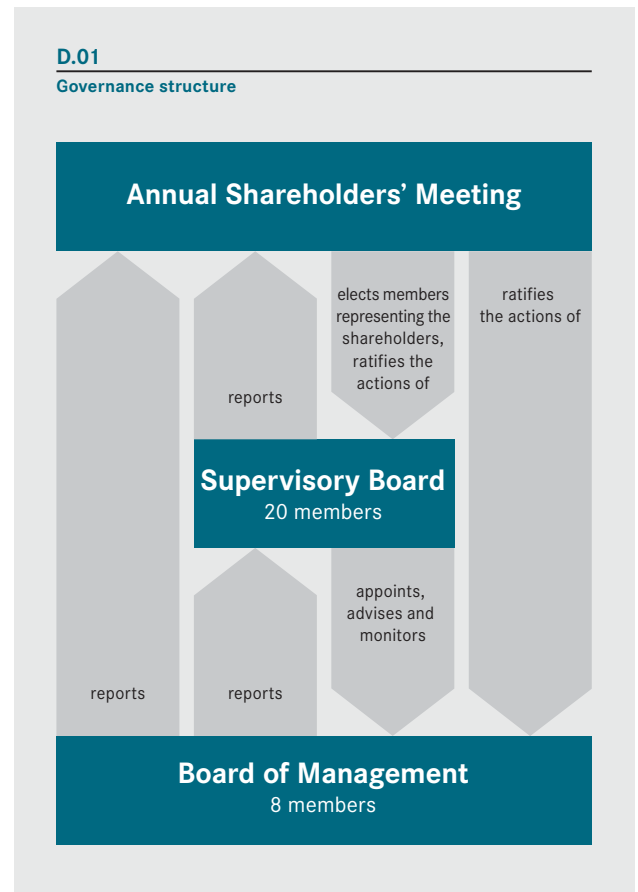 D.01
Governance structure
Annual Shareholders’ Meeting
elects members
representing the
shareholders,
ratifies the
actions of
ratifies
the actions of
reports
Supervisory Board
20 members
appoints,
advises and
monitors
reports
reports
Board of Management
8 members